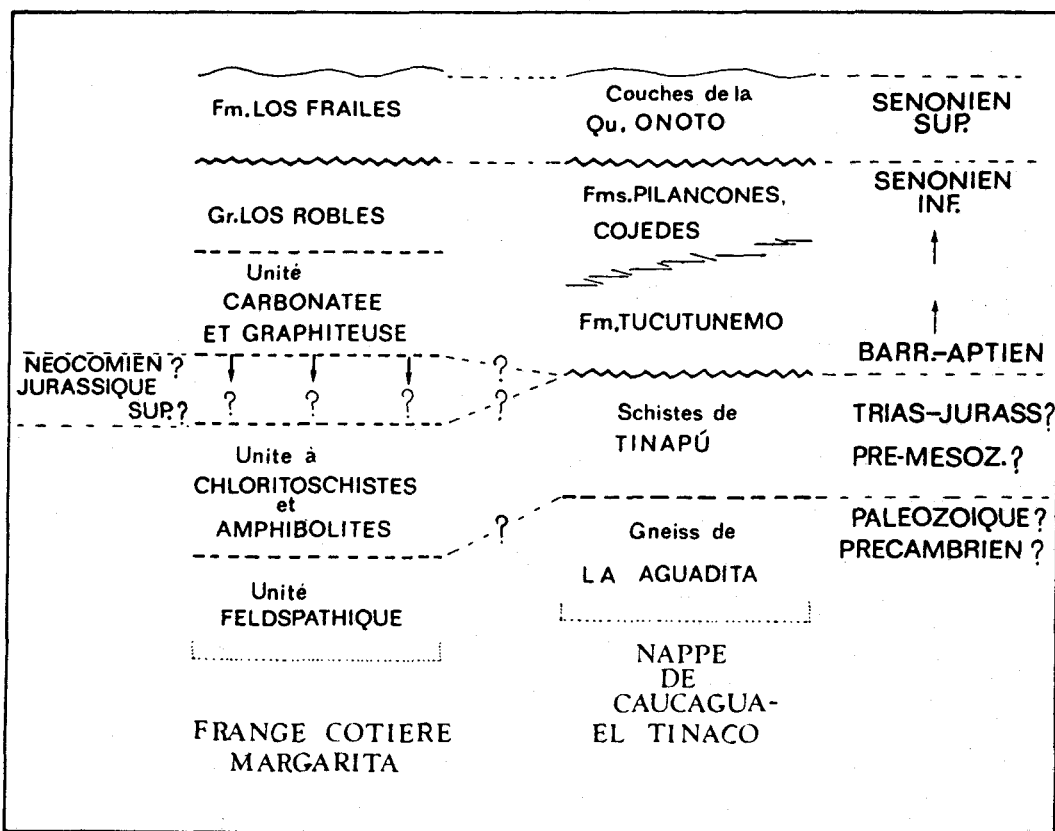 Fm.LOS FRAILES
Couches de la
Qu. ONOTO
SENONIEN
SUP.
Gr.LOS ROBLES
Fms.PILANCONES,
COJEDES
SENONIEN
INF.
Unité
CARBONATEE
ET GRAPHITEUSE
Fm.TUCUTUNEMO
BARR.-APTIEN
NEOCOMIEN ?
JURASSIQUE
SUP.?
? ? ?
?
?
Unite à
CHLORITOSCHISTES
et
AMPHIBOLITES
Schistes de
TINAPÚ
TRIAS-JURASS?
PRE-MESOZ.?
?
Unité
FELDSPATHIQUE
Gneiss de
LA AGUADITA
PALEOZOIQUE?
PRECAMBRIEN ?
FRANGE COTIERE
MARGARITA
NAPPE
DE
CAUCAGUA-
EL TINACO